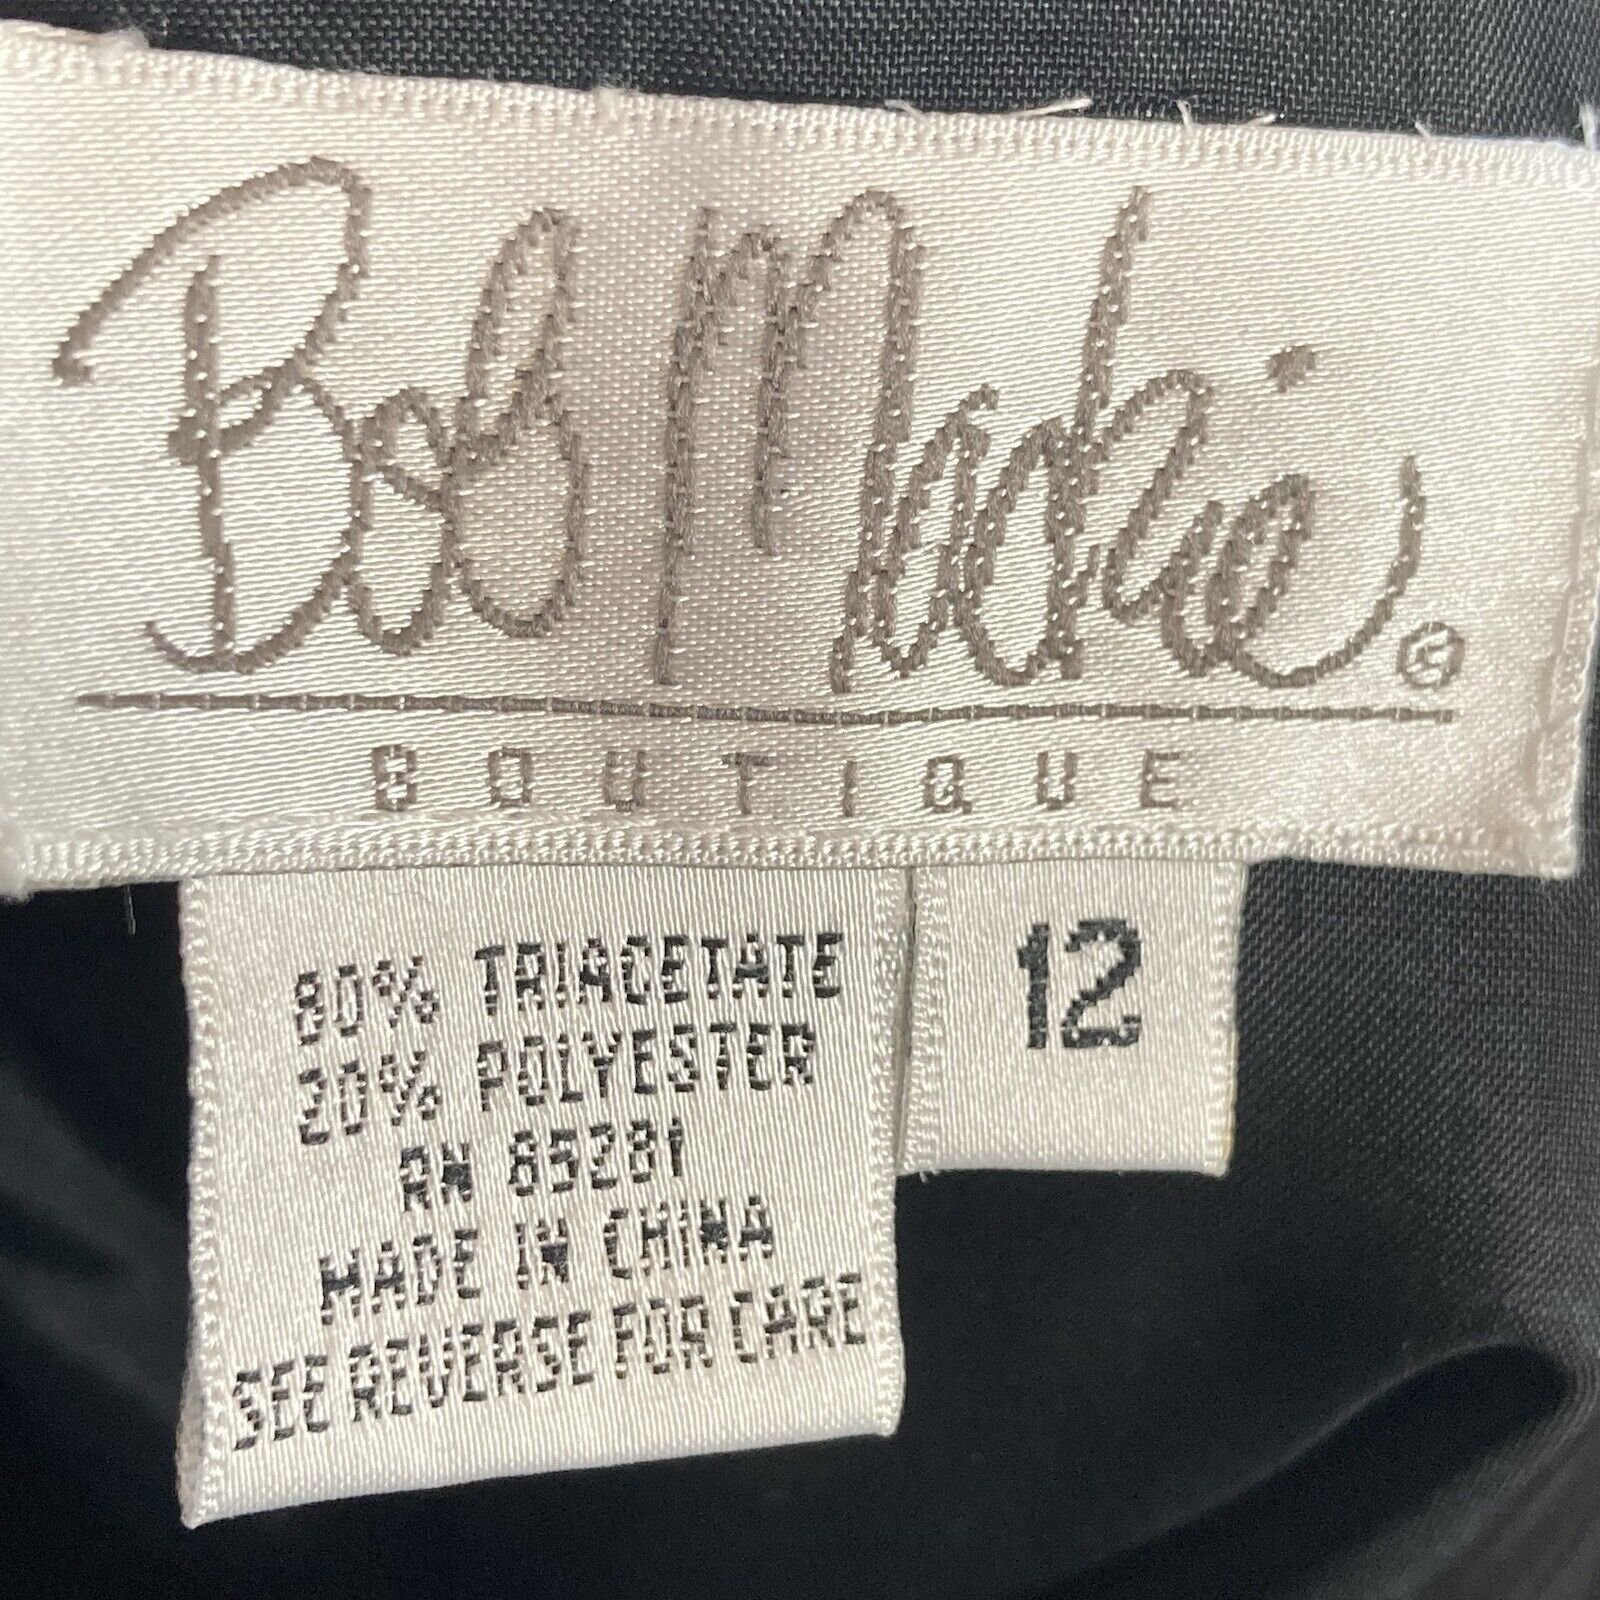 Bob Mackie ©
BOUTIQUE
80% TRIACETATE
20% POLYESTER
RN 85281
MADE IN CHINA
SEE REVERSE FOR CARE
12